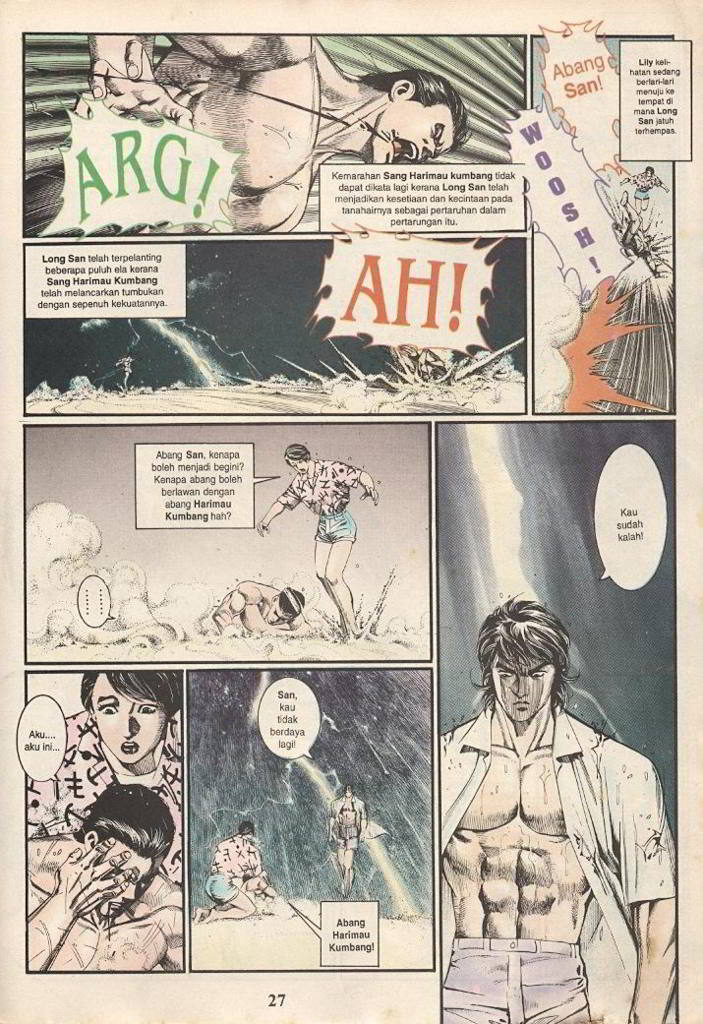 ARG!
Kemarahan Sang Harimau kumbang tidak
dapat dikata lagi kerana Long San telah
menjadikan kesetiaan dan kecintaan pada
tanahairnya sebagai pertaruhan dalam
pertarungan itu.
Abang
San!
Lily keli-
hatan sedang
berlari-lari
menuju ke
tempat di
mana Long
San jatuh
terhempas.
WOOSH!
Long San telah terpelanting
beberapa puluh ela kerana
Sang Harimau Kumbang
telah melancarkan tumbukan
dengan sepenuh kekuatannya.
AH!
Abang San, kenapa
boleh menjadi begini?
Kenapa abang boleh
berlawan dengan
abang Harimau
Kumbang hah?
Kau
sudah
kalah!
Aku....
aku ini...
San,
kau
tidak
berdaya
lagi!
Abang
Harimau
Kumbang!
27